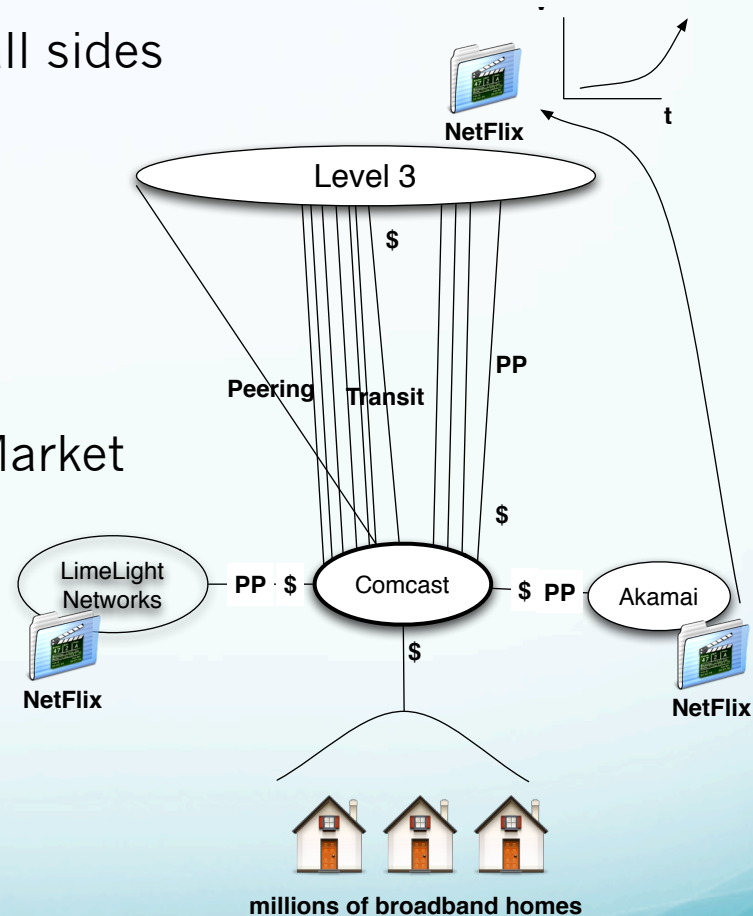 ll sides
NetFlix
t
Level 3
$
PP
Peering
Transit
Market
$
LimeLight
Networks
PP $
Comcast
$ PP
Akamai
$
NetFlix
NetFlix
millions of broadband homes